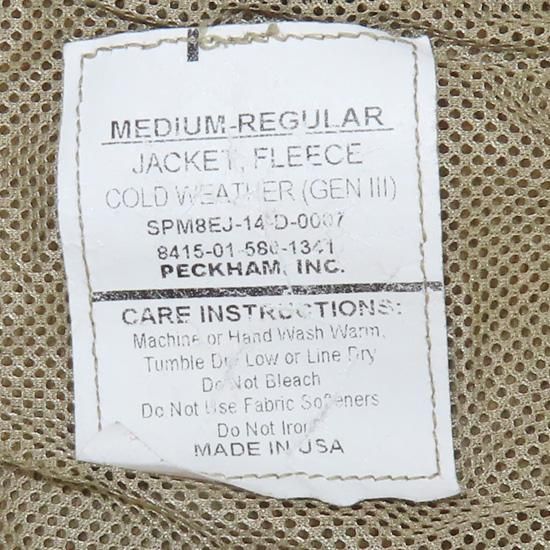 MEDIUM-REGULAR
JACKET, FLEECE
COLD WEATHER (GEN III)
SPM8EJ-14-D-0007
8415-01-580-1341
PECKHAM, INC.
CARE INSTRUCTIONS:
Machine or Hand Wash Warm,
Tumble Dry Low or Line Dry
Do Not Bleach
Do Not Use Fabric Softeners
Do Not Iron
MADE IN USA